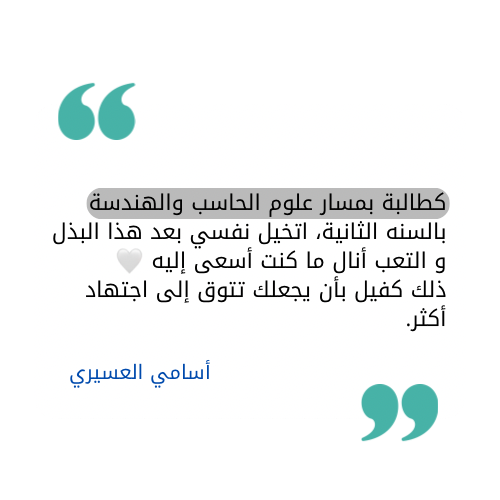 كطالبة بمسار علوم الحاسب والهندسة
بالسنه الثانية، اتخيل نفسي بعد هذا البذل
و التعب أنال ما كنت أسعى إليه 🤍
ذلك كفيل بأن يجعلك تتوق إلى اجتهاد
أكثر.
أسامي العسيري